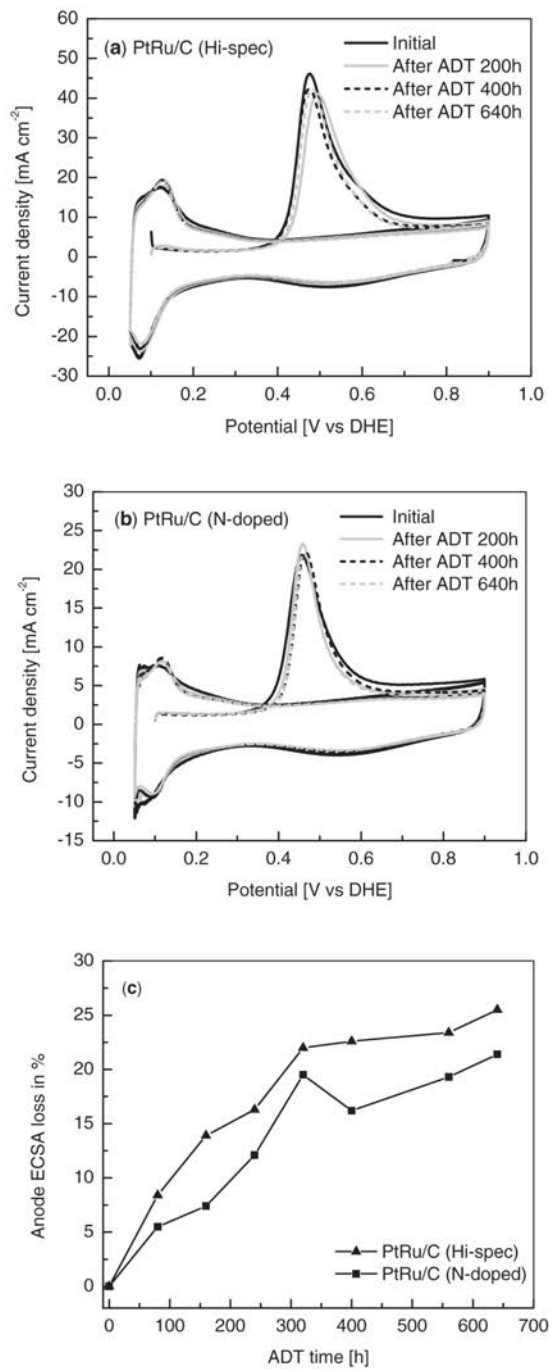 60
50
40
30
20
10
0
-10
-20
-30
Current density [mA cm⁻²]
(a) PtRu/C (Hi-spec)
Initial
After ADT 200h
After ADT 400h
After ADT 640h
0.0 0.2 0.4 0.6 0.8 1.0
Potential [V vs DHE]
30
25
20
15
10
5
0
-5
-10
-15
Current density [mA cm⁻²]
(b) PtRu/C (N-doped)
Initial
After ADT 200h
After ADT 400h
After ADT 640h
0.0 0.2 0.4 0.6 0.8 1.0
Potential [V vs DHE]
30
25
20
15
10
5
0
Anode ECSA loss in %
(c)
PtRu/C (Hi-spec)
PtRu/C (N-doped)
0 100 200 300 400 500 600 700
ADT time [h]